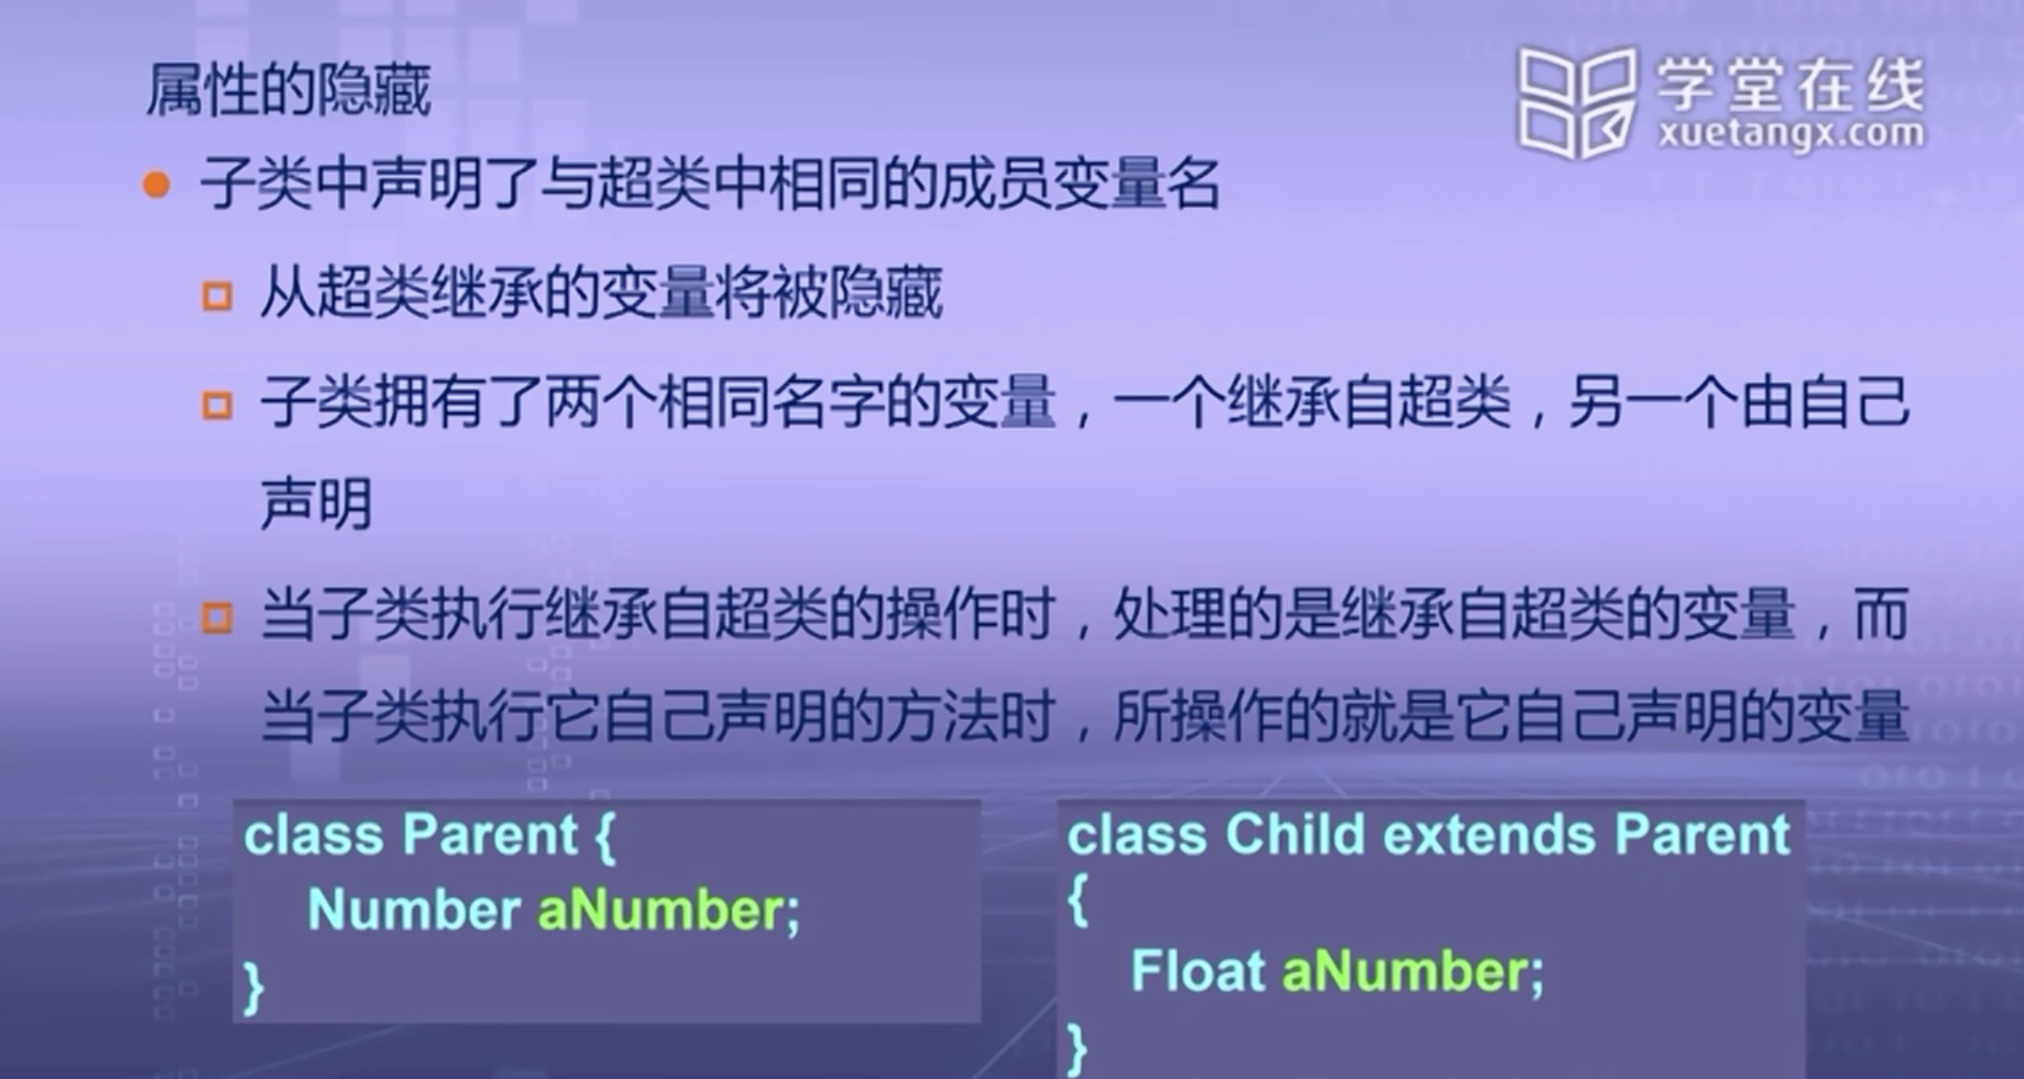 属性的隐藏
学堂在线
xuetangx.com
子类中声明了与超类中相同的成员变量名
从超类继承的变量将被隐藏
子类拥有了两个相同名字的变量，一个继承自超类，另一个由自己
声明
当子类执行继承自超类的操作时，处理的是继承自超类的变量，而
当子类执行它自己声明的方法时，所操作的就是它自己声明的变量
class Parent {
Number aNumber;
}
class Child extends Parent
{
Float aNumber;
}